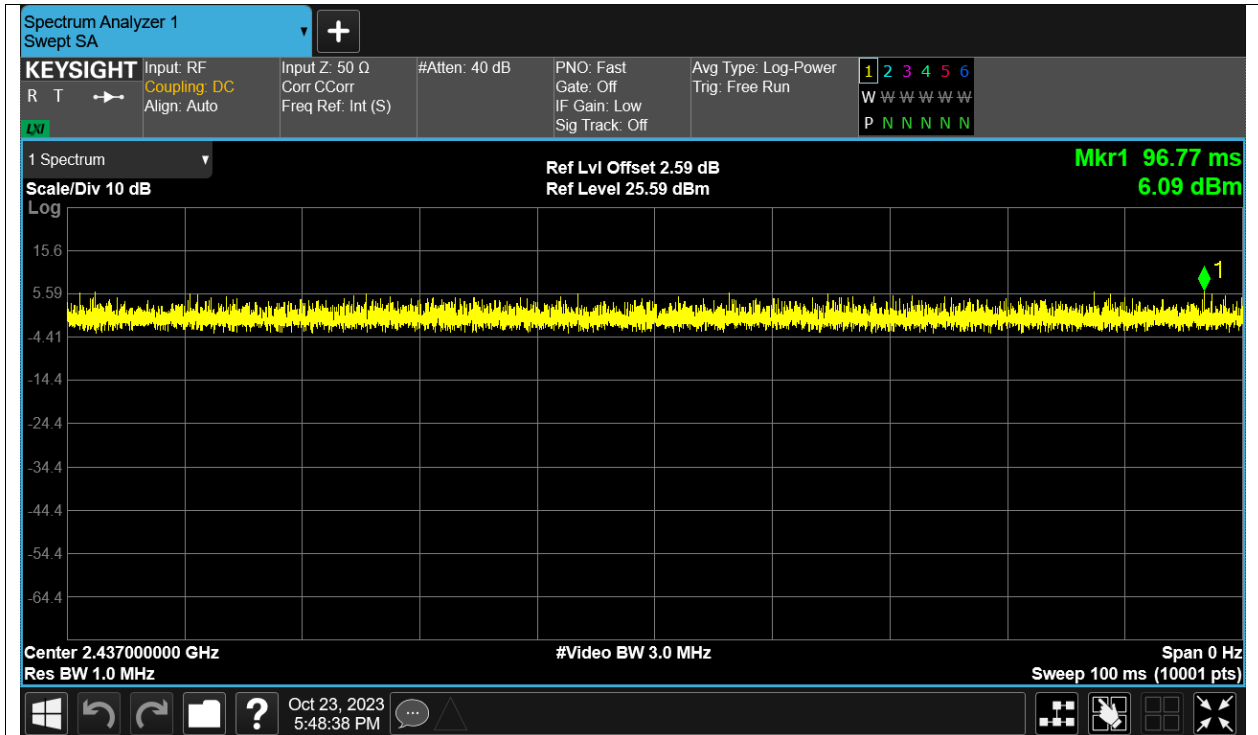 Spectrum Analyzer 1
Swept SA
+
KEYSIGHT
R T
LXI
Input: RF
Coupling: DC
Align: Auto
Input Z: 50 Ω
Corr CCorr
Freq Ref: Int (S)
#Atten: 40 dB
PNO: Fast
Gate: Off
IF Gain: Low
Sig Track: Off
Avg Type: Log-Power
Trig: Free Run
1 2 3 4 5 6
W W W W W W
P N N N N N
1 Spectrum
Scale/Div 10 dB
Log
Ref Lvl Offset 2.59 dB
Ref Level 25.59 dBm
Mkr1 96.77 ms
6.09 dBm
15.6
1
5.59
-4.41
-14.4
-24.4
-34.4
-44.4
-54.4
-64.4
Center 2.437000000 GHz
Res BW 1.0 MHz
#Video BW 3.0 MHz
Span 0 Hz
Sweep 100 ms (10001 pts)
?
Oct 23, 2023
5:48:38 PM